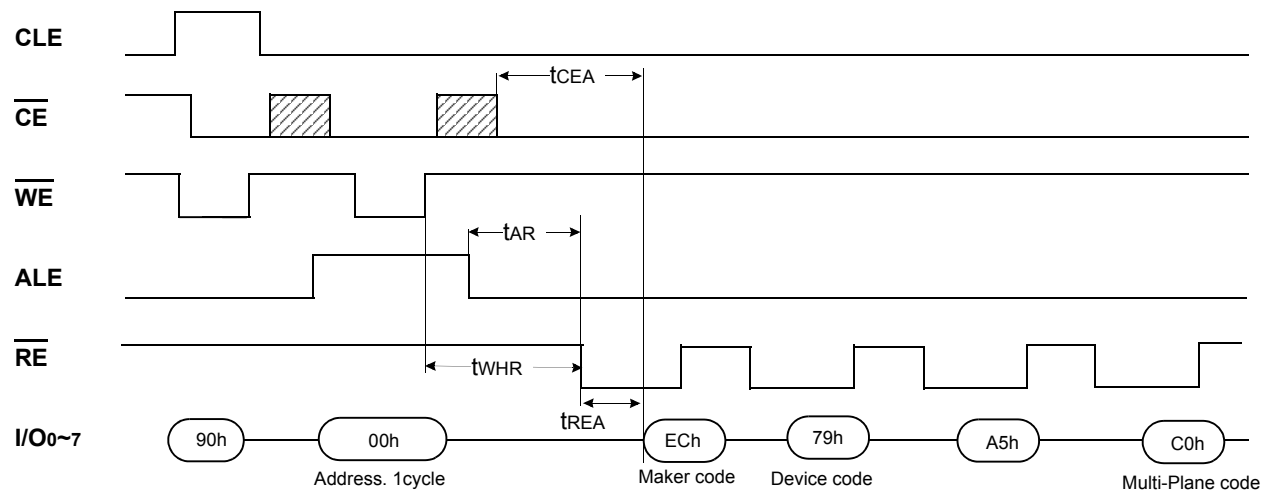 CLE
tCEA
CE
WE
tAR
ALE
RE
tWHR
tREA
I/O0~7
90h
00h
ECh
79h
A5h
C0h
Address. 1cycle
Maker code
Device code
Multi-Plane code